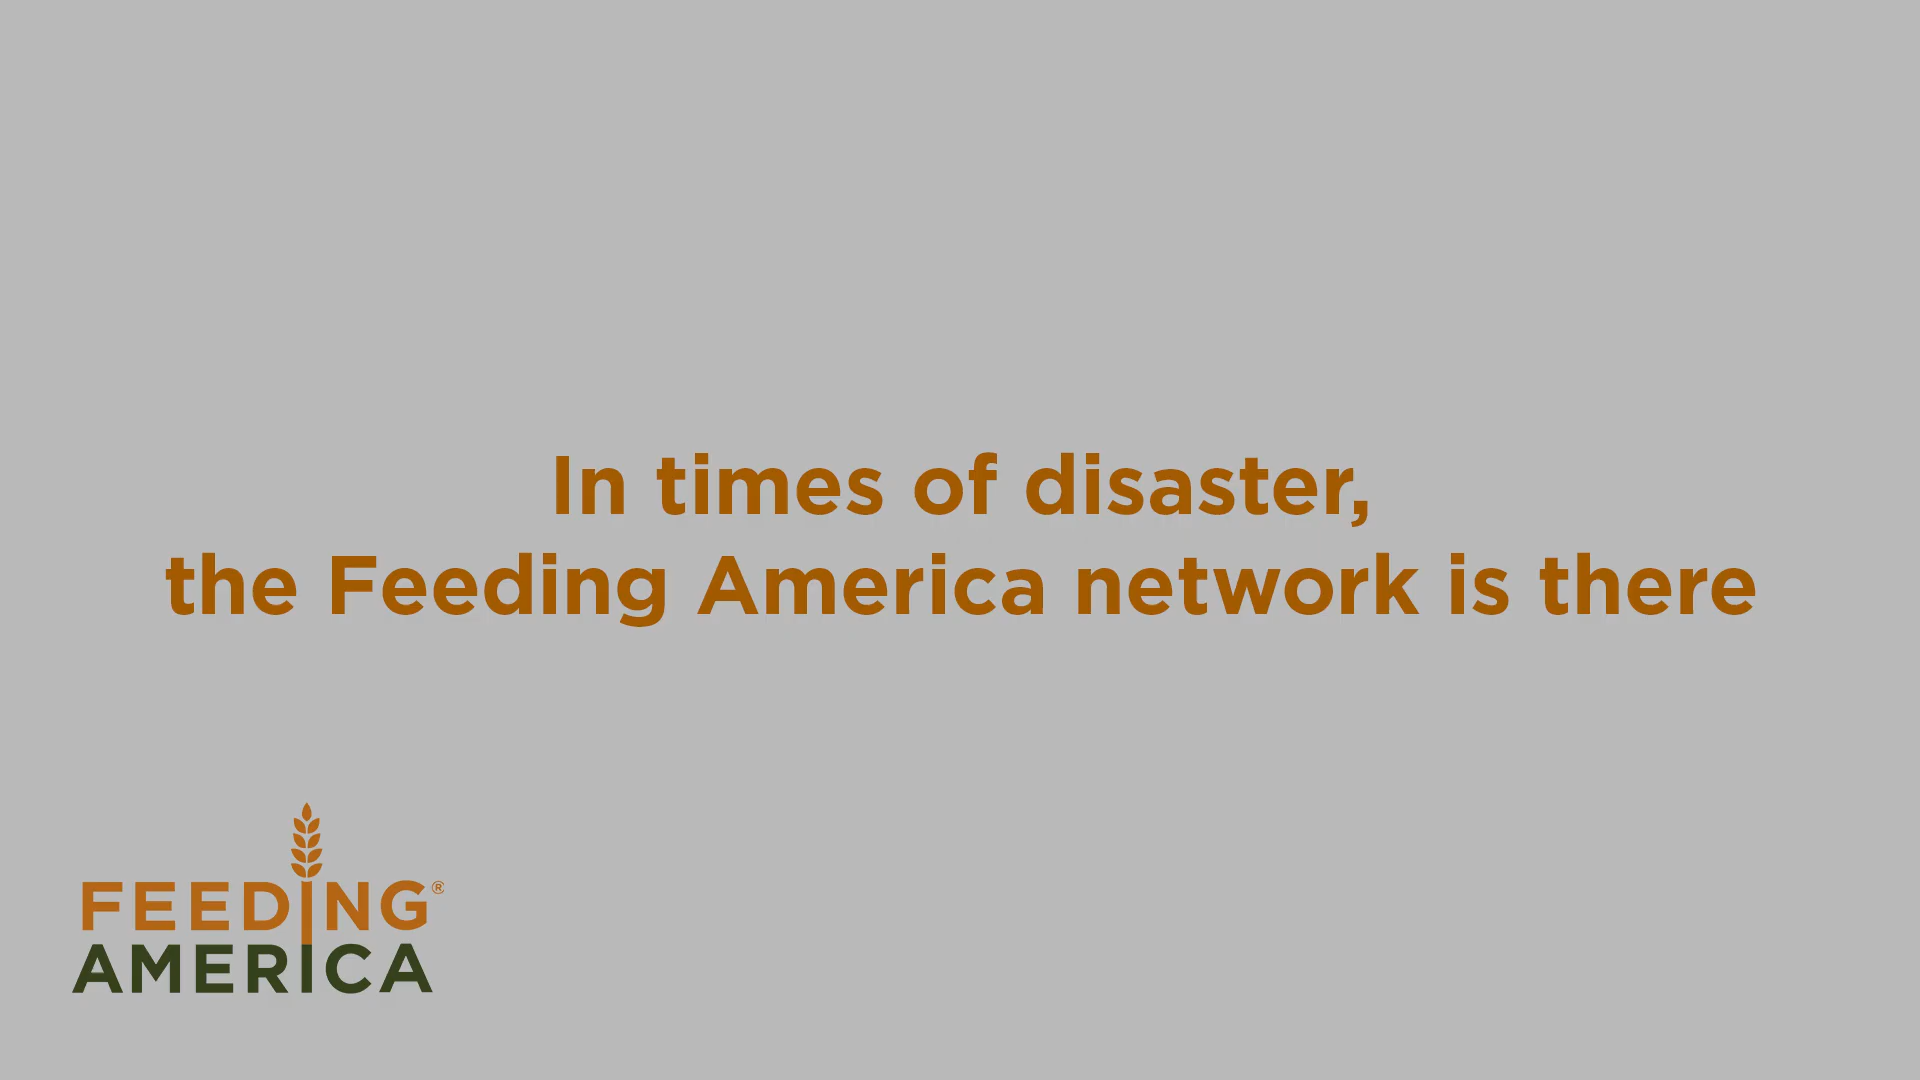 In times of disaster,
the Feeding America network is there
FEEDING®
AMERICA